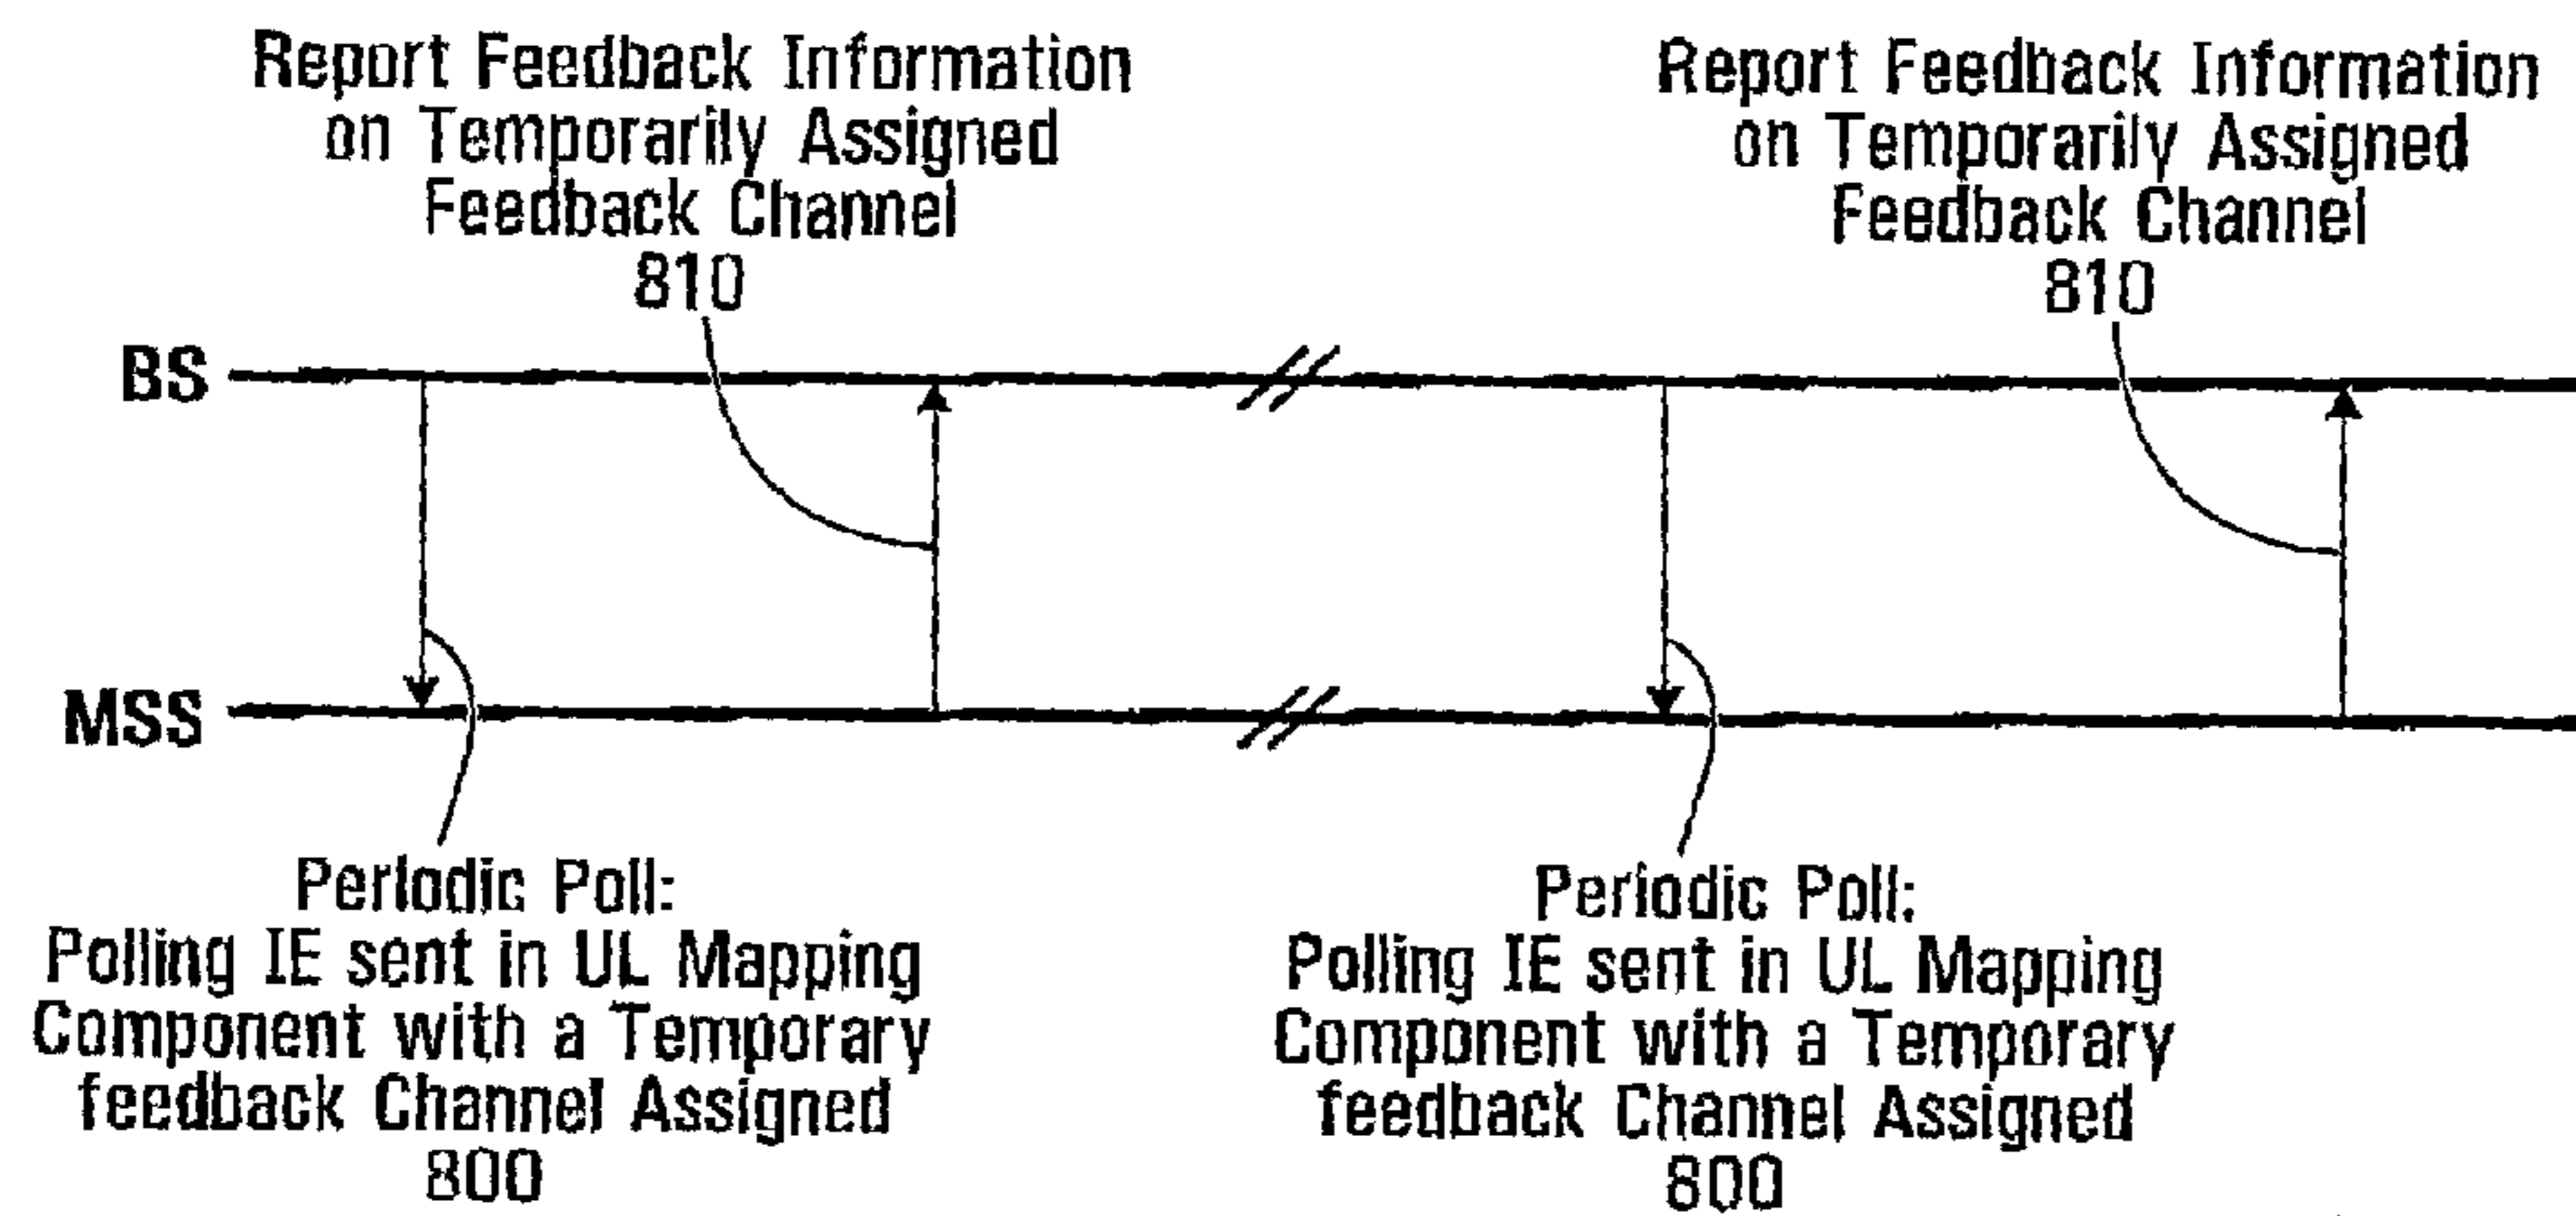 Report Feedback Information
on Temporarily Assigned
Feedback Channel
810
Report Feedback Information
on Temporarily Assigned
Feedback Channel
810
BS
MSS
Periodic Poll:
Polling IE sent in UL Mapping
Component with a Temporary
feedback Channel Assigned
800
Periodic Poll:
Polling IE sent in UL Mapping
Component with a Temporary
feedback Channel Assigned
800